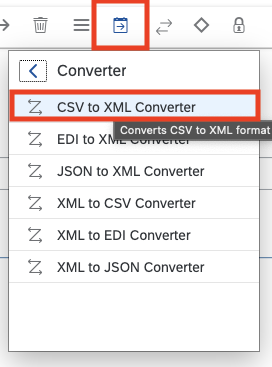 Converter
CSV to XML Converter
Converts CSV to XML format
EDI to XML Converter
JSON to XML Converter
XML to CSV Converter
XML to EDI Converter
XML to JSON Converter